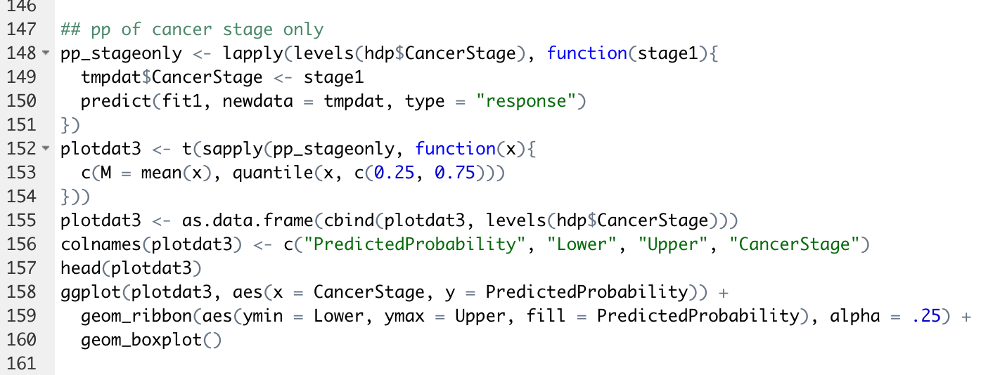 146
147 ## pp of cancer stage only
148 pp_stageonly <- lapply(levels(hdp$CancerStage), function(stage1){
149   tmpdat$CancerStage <- stage1
150   predict(fit1, newdata = tmpdat, type = "response")
151 })
152 plotdat3 <- t(sapply(pp_stageonly, function(x){
153   c(M = mean(x), quantile(x, c(0.25, 0.75)))
154 }))
155 plotdat3 <- as.data.frame(cbind(plotdat3, levels(hdp$CancerStage)))
156 colnames(plotdat3) <- c("PredictedProbability", "Lower", "Upper", "CancerStage")
157 head(plotdat3)
158 ggplot(plotdat3, aes(x = CancerStage, y = PredictedProbability)) +
159   geom_ribbon(aes(ymin = Lower, ymax = Upper, fill = PredictedProbability), alpha = .25) +
160   geom_boxplot()
161